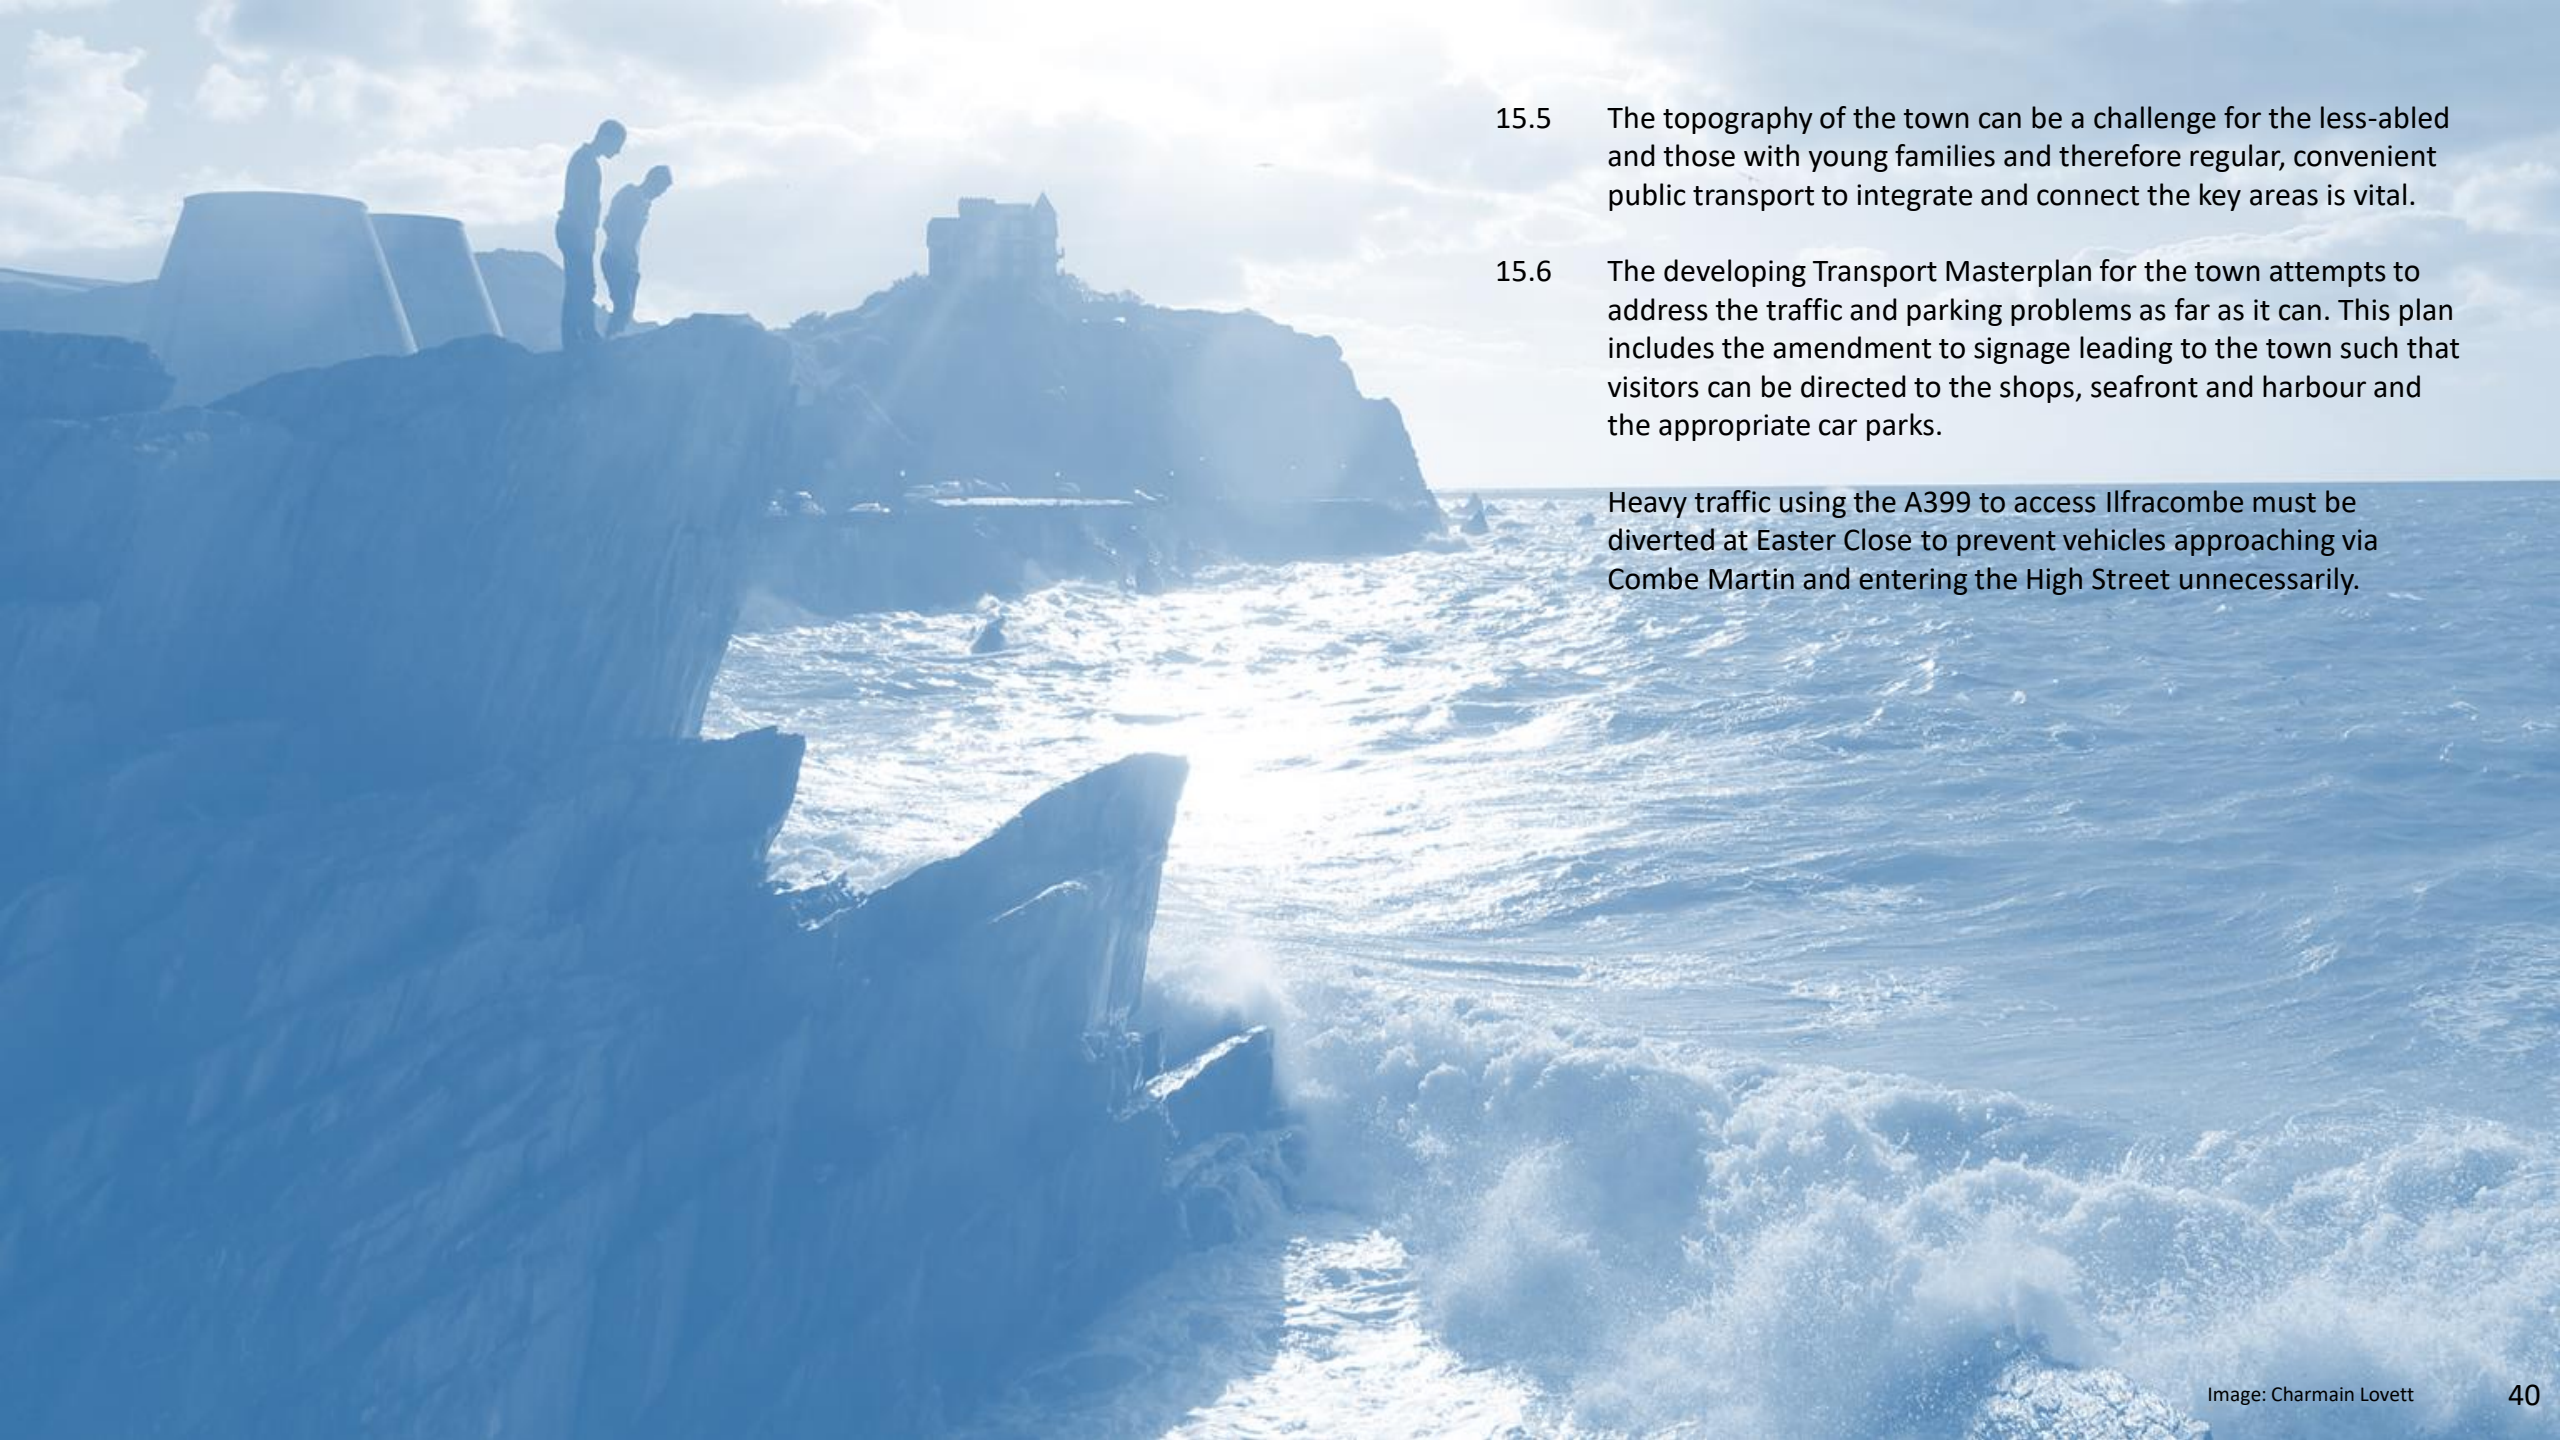 15.5 The topography of the town can be a challenge for the less-abled
and those with young families and therefore regular, convenient
public transport to integrate and connect the key areas is vital.
15.6 The developing Transport Masterplan for the town attempts to
address the traffic and parking problems as far as it can. This plan
includes the amendment to signage leading to the town such that
visitors can be directed to the shops, seafront and harbour and
the appropriate car parks.
Heavy traffic using the A399 to access Ilfracombe must be
diverted at Easter Close to prevent vehicles approaching via
Combe Martin and entering the High Street unnecessarily.
Image: Charmain Lovett
40